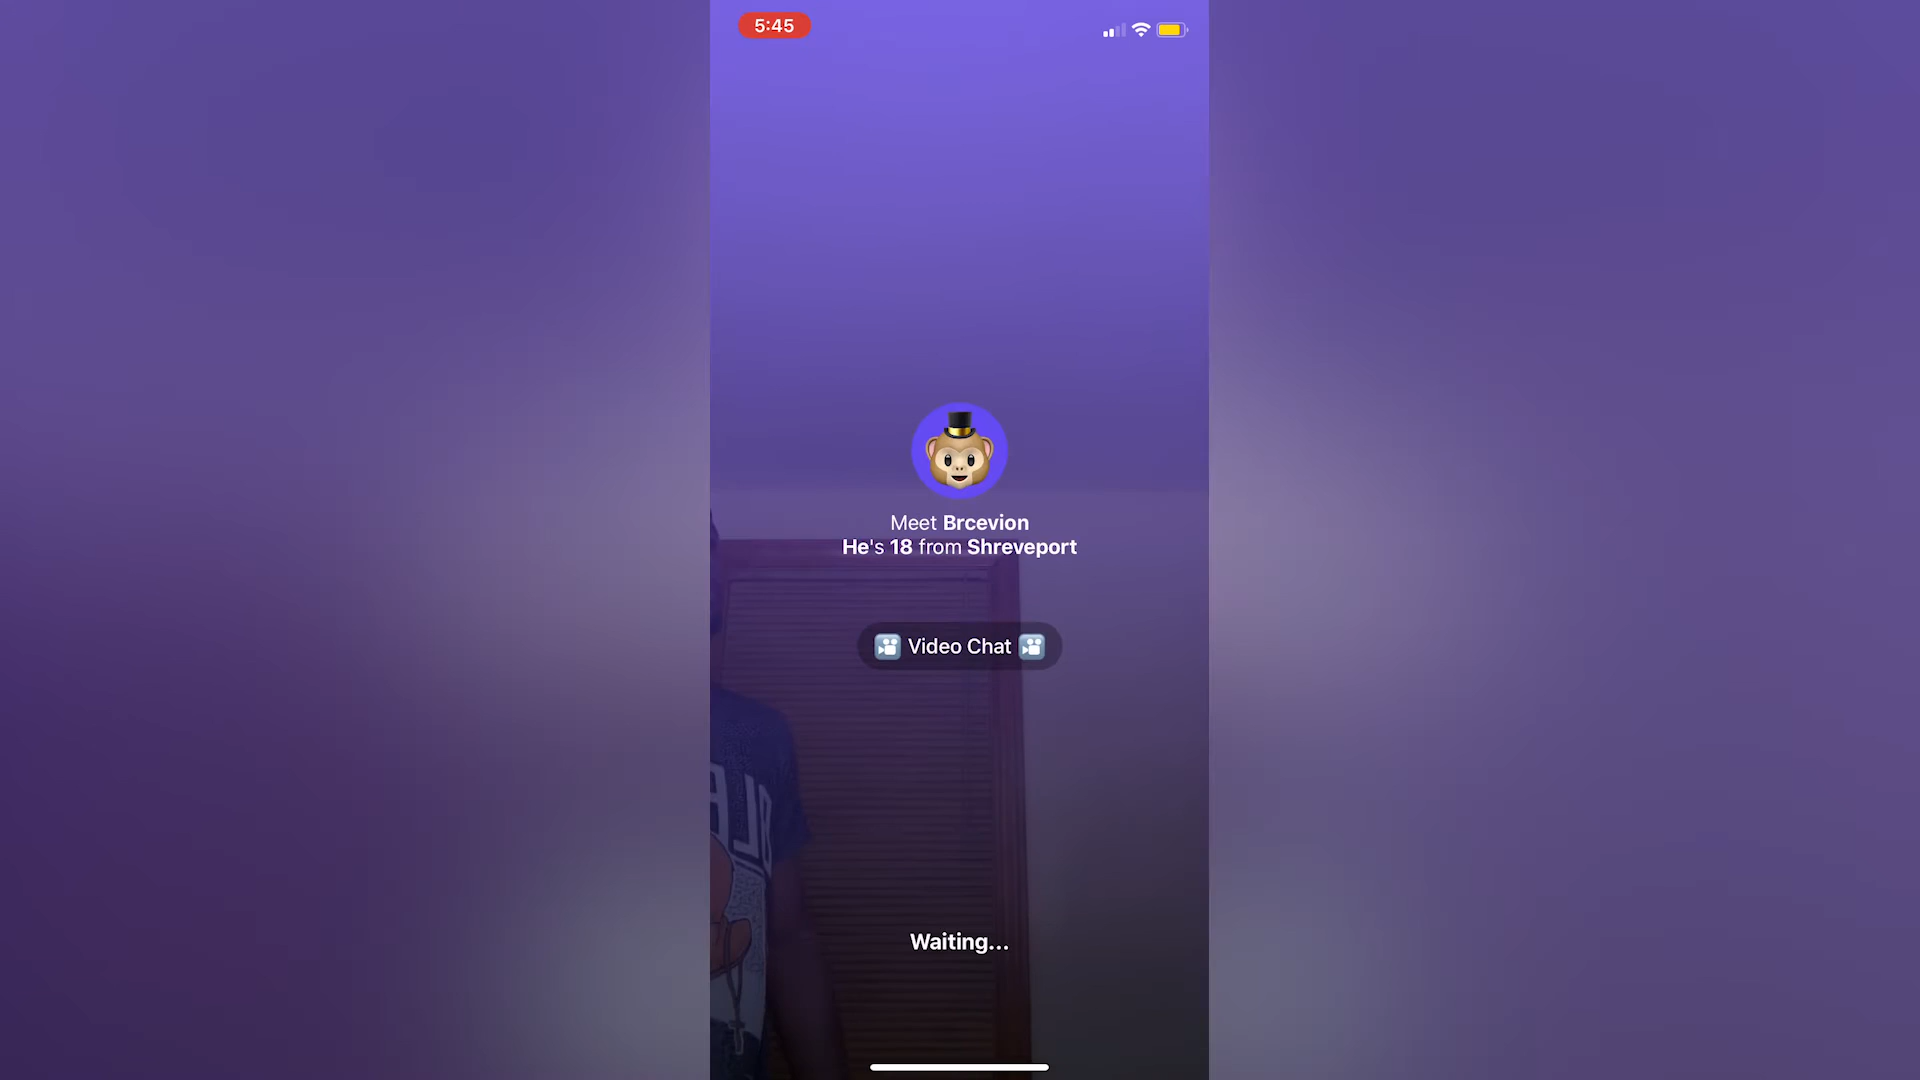 5:45
Meet Brcevion
He's 18 from Shreveport
Video Chat
Waiting...